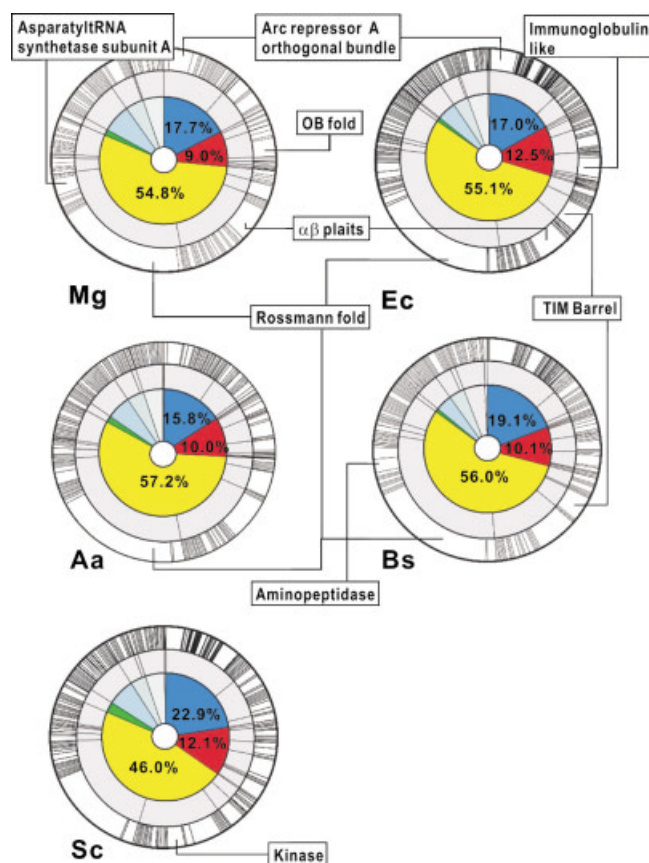 AsparatyltRNA
synthetase subunit A
Arc repressor A
orthogonal bundle
Immunoglobulin
like
17.7%
9.0%
54.8%
OB fold
17.0%
12.5%
55.1%
αβ plaits
Mg
Ec
Rossmann fold
TIM Barrel
15.8%
10.0%
57.2%
19.1%
10.1%
56.0%
Aa
Bs
Aminopeptidase
22.9%
12.1%
46.0%
Sc
Kinase